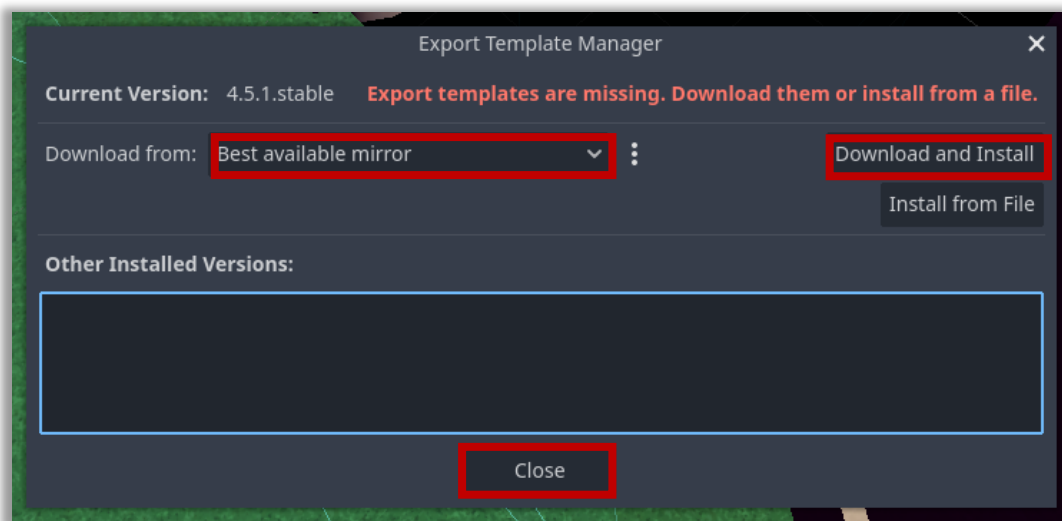 Export Template Manager
Current Version: 4.5.1.stable Export templates are missing. Download them or install from a file.
Download from: Best available mirror Download and Install
Install from File
Other Installed Versions:
Close